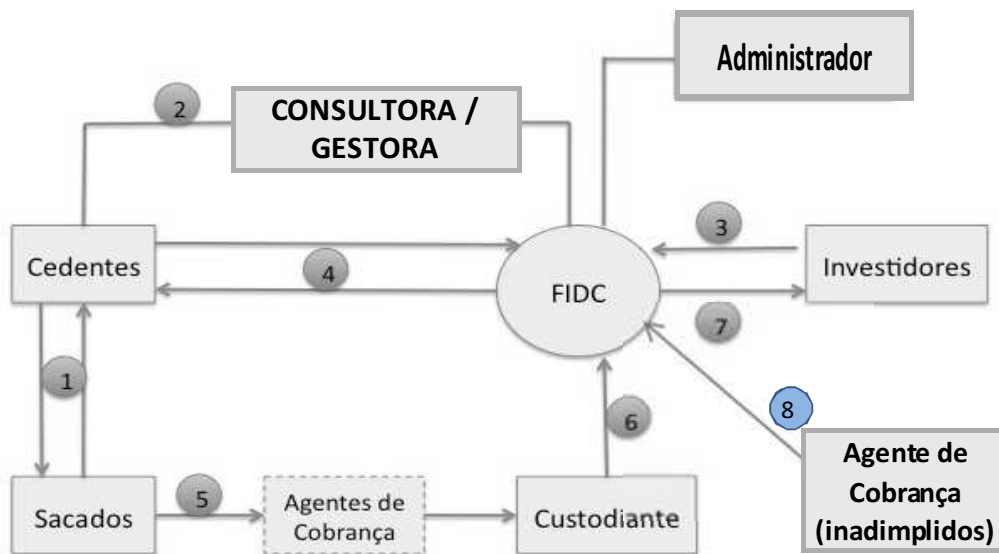 Administrador
2
CONSULTORA /
GESTORA
3
Cedentes
4
FIDC
Investidores
7
1
8
6
Sacados
5
Agentes de
Cobrança
Custodiante
Agente de
Cobrança
(inadimplidos)